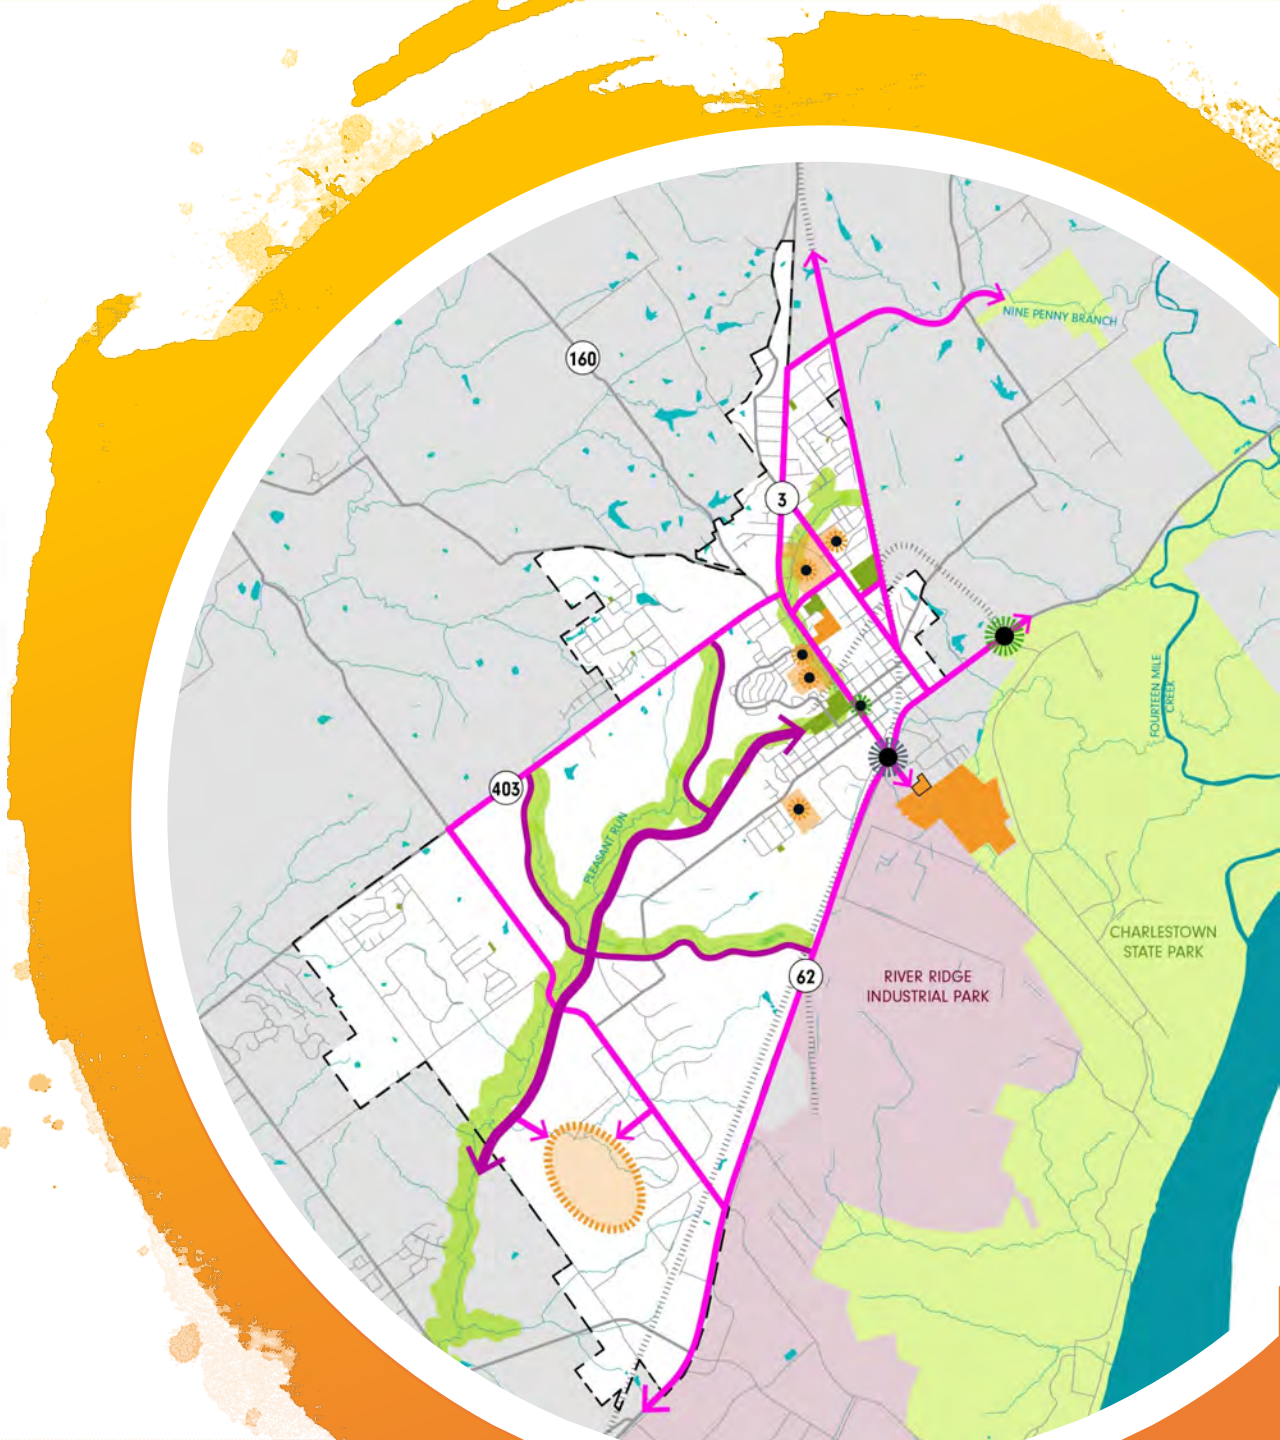 160
NINE PENNY BRANCH
3
FOURTEEN MILE
CREEK
403
PLEASANT RUN
CHARLESTOWN
STATE PARK
62
RIVER RIDGE
INDUSTRIAL PARK